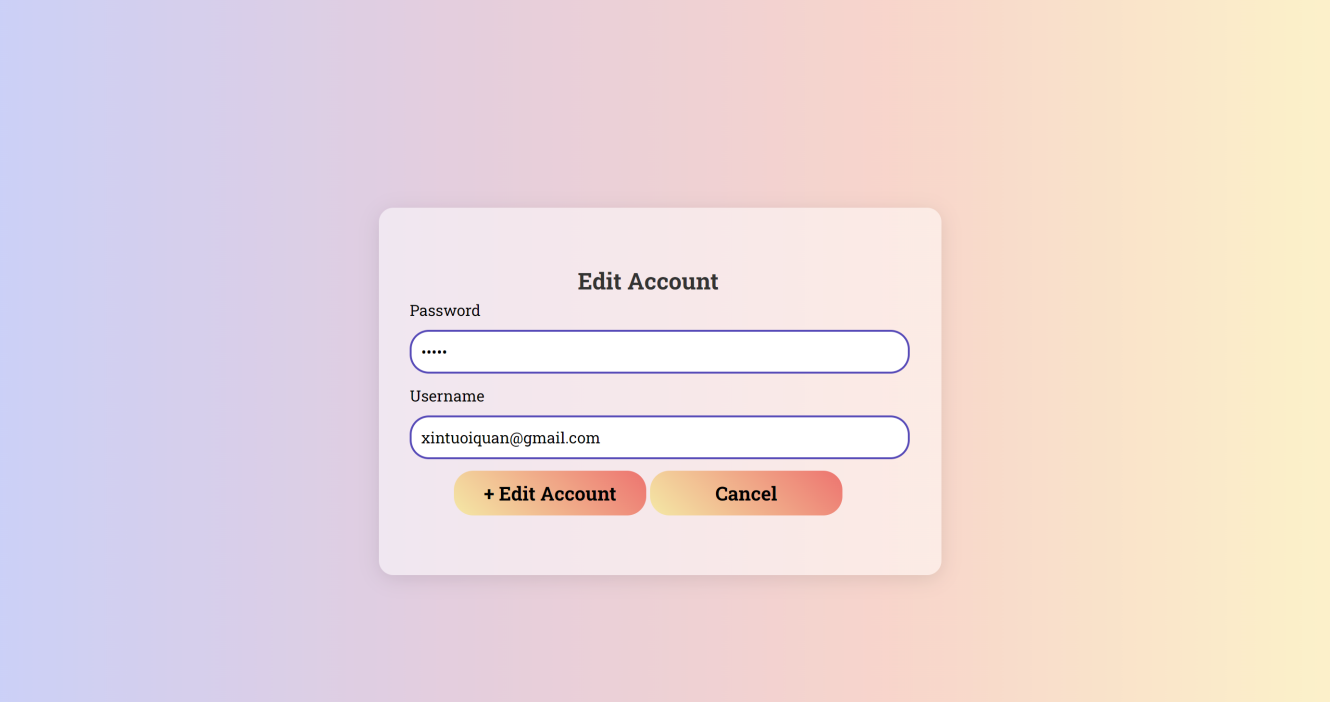 Edit Account
Password
•••••
Username
xintuoiquan@gmail.com
+ Edit Account Cancel